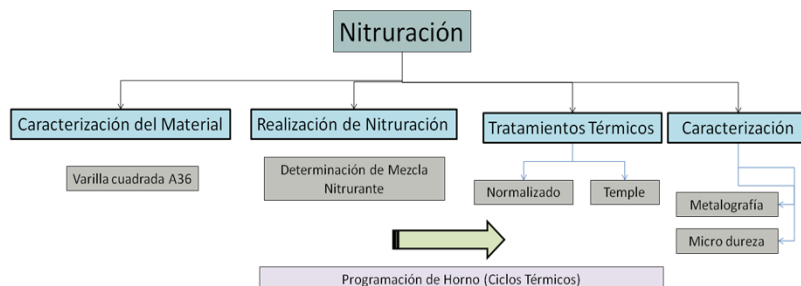 Nitruración
Caracterización del Material
Realización de Nitruración
Tratamientos Térmicos
Caracterización
Varilla cuadrada A36
Determinación de Mezcla
Nitrurante
Normalizado
Temple
Metalografía
Micro dureza
Programación de Horno (Ciclos Térmicos)